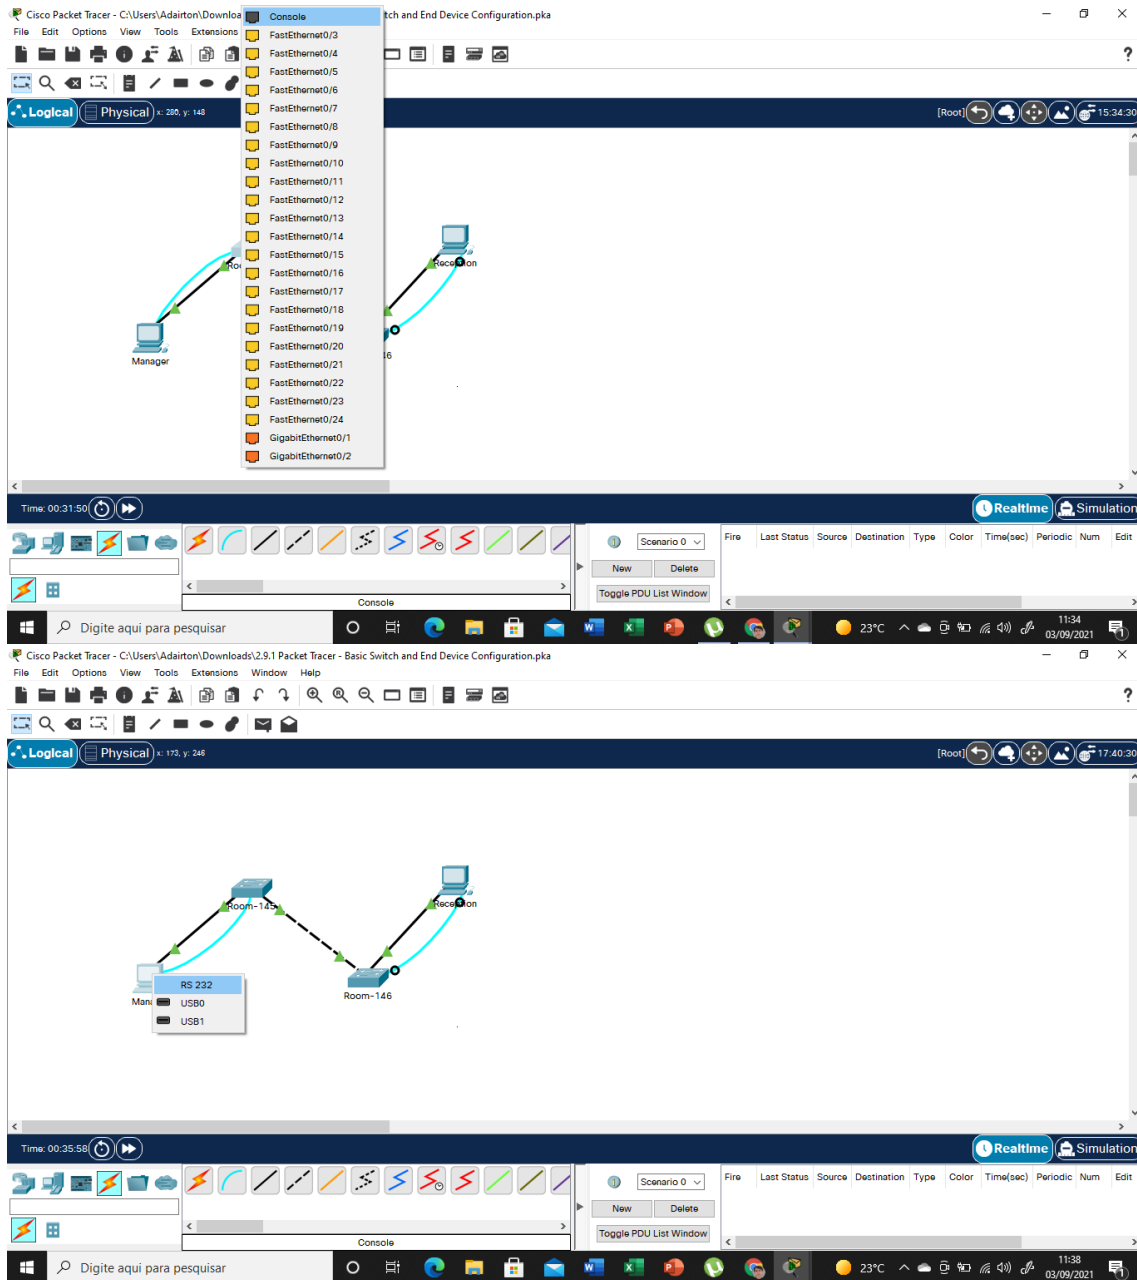 Cisco Packet Tracer - C:\Users\Adairton\Downloa
tch and End Device Configuration.pka
File Edit Options View Tools Extensions
Console
FastEthernet0/3
FastEthernet0/4
FastEthernet0/5
FastEthernet0/6
FastEthernet0/7
FastEthernet0/8
FastEthernet0/9
FastEthernet0/10
FastEthernet0/11
FastEthernet0/12
FastEthernet0/13
FastEthernet0/14
FastEthernet0/15
FastEthernet0/16
FastEthernet0/17
FastEthernet0/18
FastEthernet0/19
FastEthernet0/20
FastEthernet0/21
FastEthernet0/22
FastEthernet0/23
FastEthernet0/24
GigabitEthernet0/1
GigabitEthernet0/2
?
Logical Physical x: 280, y: 148
[Root] 15:34:30
Reception
Roo
Manager
46
Time: 00:31:50
Realtime Simulation
Scenario 0
Fire Last Status Source Destination Type Color Time(sec) Periodic Num Edit
New Delete
Toggle PDU List Window
Console
Digite aqui para pesquisar
23°C
11:34
03/09/2021
1
Cisco Packet Tracer - C:\Users\Adairton\Downloads\2.9.1 Packet Tracer - Basic Switch and End Device Configuration.pka
File Edit Options View Tools Extensions Window Help
?
Logical Physical x: 173, y: 246
[Root] 17:40:30
Room-145
Reception
RS 232
USB0
USB1
Mana
Room-146
Time: 00:35:58
Realtime Simulation
Scenario 0
Fire Last Status Source Destination Type Color Time(sec) Periodic Num Edit
New Delete
Toggle PDU List Window
Console
Digite aqui para pesquisar
23°C
11:38
03/09/2021
1